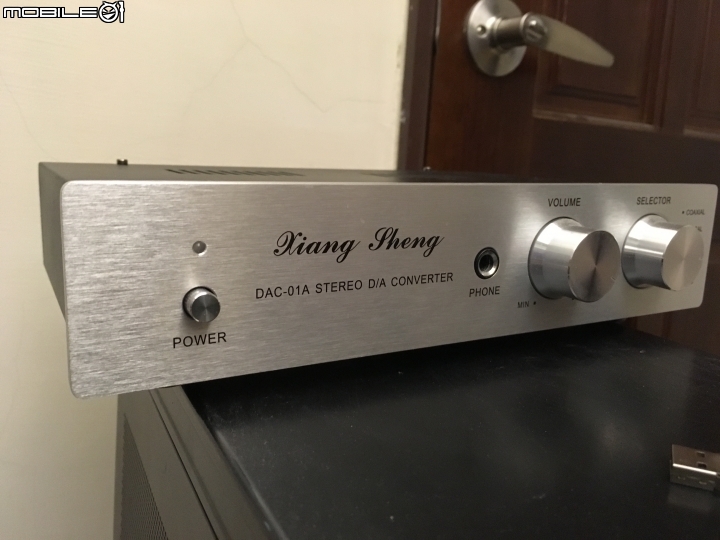 MOBILE01
Xiang Sheng
DAC-01A STEREO D/A CONVERTER
POWER
PHONE
VOLUME
MIN.
SELECTOR
COAXIAL